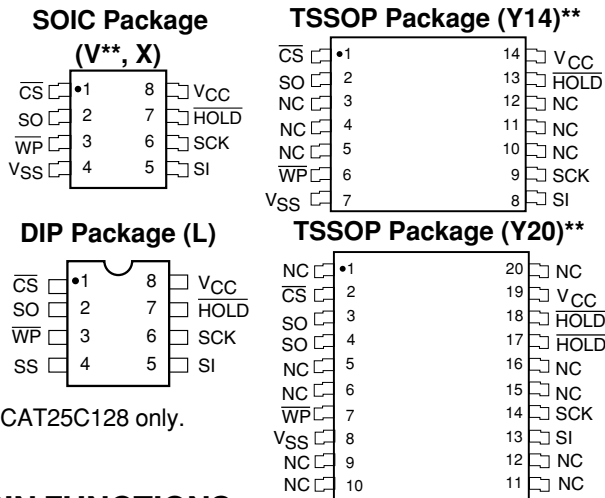 SOIC Package
(V**, X)
CS •1 8 VCC
SO 2 7 HOLD
WP 3 6 SCK
VSS 4 5 SI
TSSOP Package (Y14)**
CS •1 14 VCC
SO 2 13 HOLD
NC 3 12 NC
NC 4 11 NC
NC 5 10 NC
WP 6 9 SCK
VSS 7 8 SI
DIP Package (L)
CS •1 8 VCC
SO 2 7 HOLD
WP 3 6 SCK
SS 4 5 SI
CAT25C128 only.
TSSOP Package (Y20)**
NC •1 20 NC
CS 2 19 VCC
SO 3 18 HOLD
SO 4 17 HOLD
NC 5 16 NC
NC 6 15 NC
WP 7 14 SCK
VSS 8 13 SI
NC 9 12 NC
NC 10 11 NC